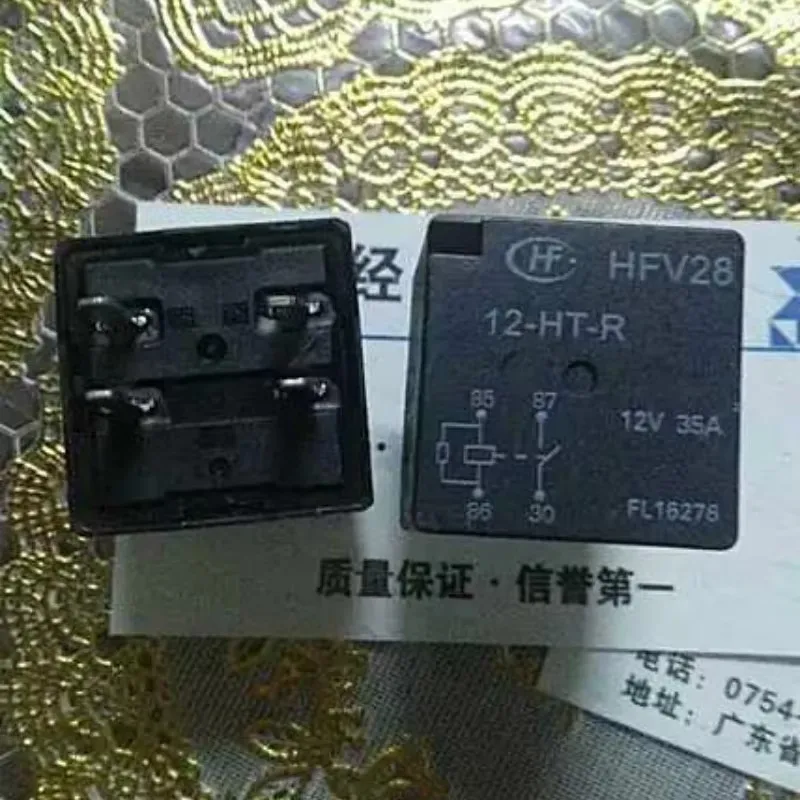 经
HF
HFV28
12-HT-R
85 87
12V 35A
86 30
FL16278
质量保证·信誉第一
电话：0754-
地址：广东省